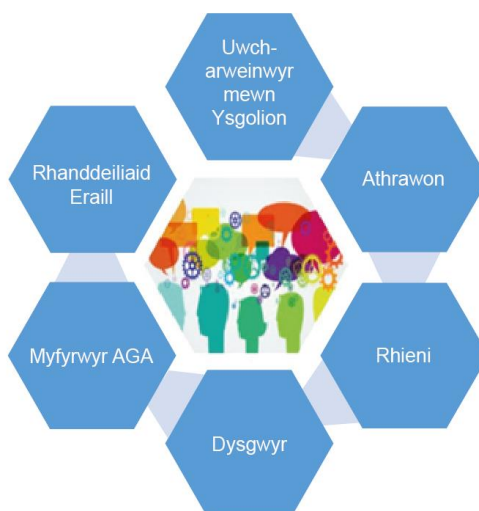 Uwch-
arweinwyr
mewn
Ysgolion
Athrawon
Rhieni
Dysgwyr
Myfyrwyr AGA
Rhanddeiliaid
Eraill